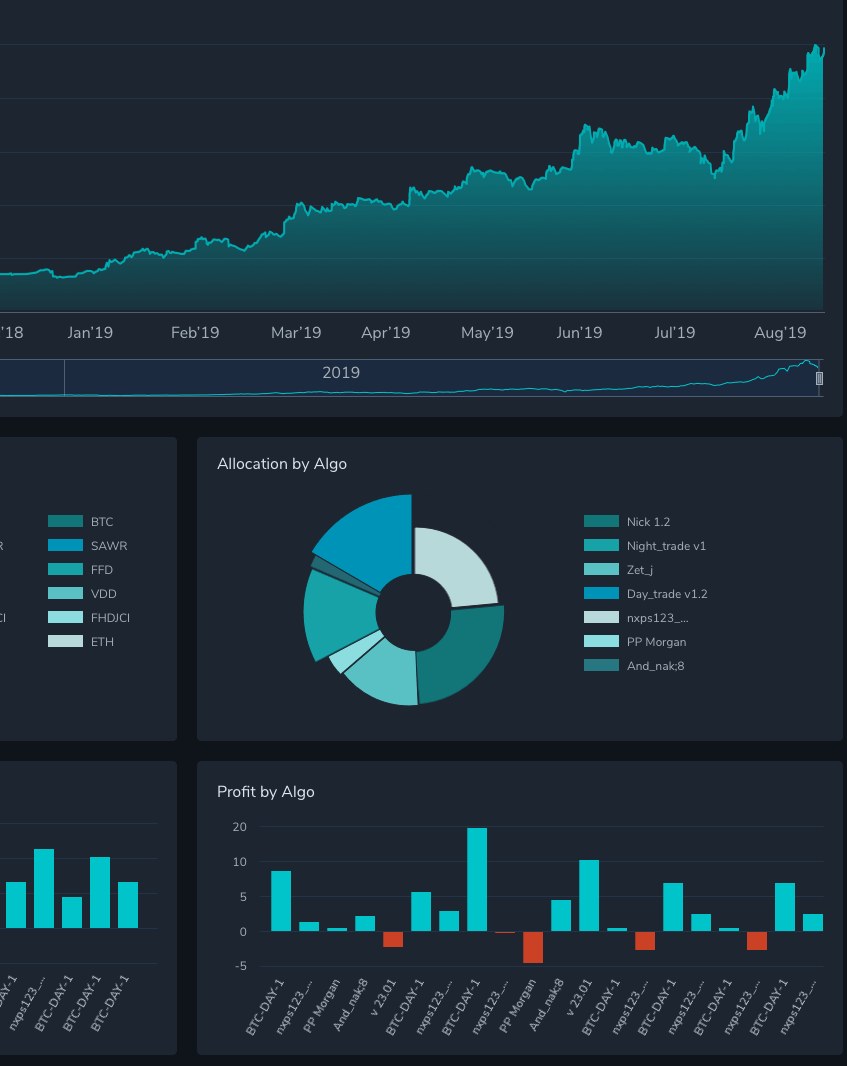 '18 Jan'19 Feb'19 Mar'19 Apr'19 May'19 Jun'19 Jul'19 Aug'19
2019
BTC
SAWR
FFD
VDD
FHDJCI
ETH
Allocation by Algo
Nick 1.2
Night_trade v1
Zet_j
Day_trade v1.2
nxps123_...
PP Morgan
And_nak;8
nxps123_...
BTC-DAY-1
BTC-DAY-1
BTC-DAY-1
Profit by Algo
20
10
5
0
-5
BTC-DAY-1
nxps123_...
PP Morgan
And_nak;8
v 23.01
BTC-DAY-1
nxps123_...
BTC-DAY-1
nxps123_...
PP Morgan
And_nak;8
v 23.01
BTC-DAY-1
nxps123_...
BTC-DAY-1
nxps123_...
BTC-DAY-1
nxps123_...
BTC-DAY-1
nxps123_...